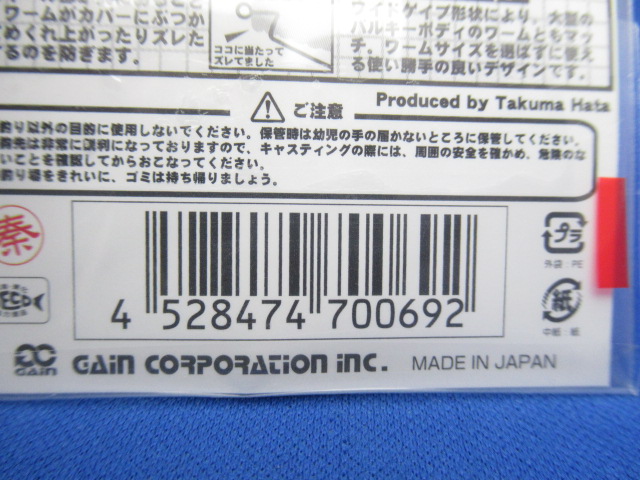 ワームがカバーにぶつか
めくれ上がったりズレた
るのを防ぎます。
ココに当たって
ズレてました
ワイドゲイプ形状により、大型の
バルキーボディのワームともマッ
チ。ワームサイズを選ばずに使え
る使い勝手の良いデザインです。
Produced by Takuma Hata
ご注意
釣り以外の目的に使用しないでください。保管時は幼児の手の届かないところに保管してください。
鈎先は非常に鋭利になっておりますので、キャスティングの際には、周囲の安全を確かめ、危険のな
いことを確認してからおこなってください。
釣り場をきれいに、ゴミは持ち帰りましょう。
秦
プラ
外袋:PE
紙
中紙:紙
ECO
4 528474 700692
GAIN
GAIN CORPORATION INC.
MADE IN JAPAN